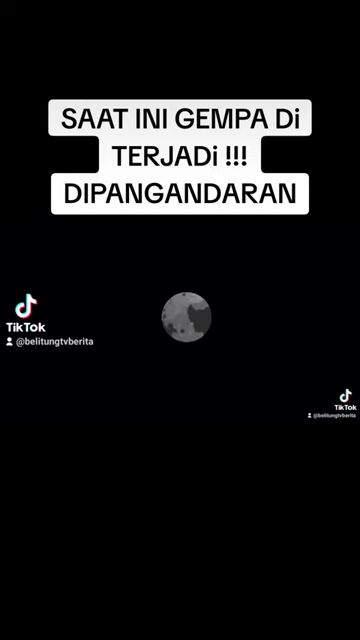 SAAT INI GEMPA Di
TERJADi !!!
DIPANGANDARAN
TikTok
@belitungtvberita
TikTok
@belitungtvberita